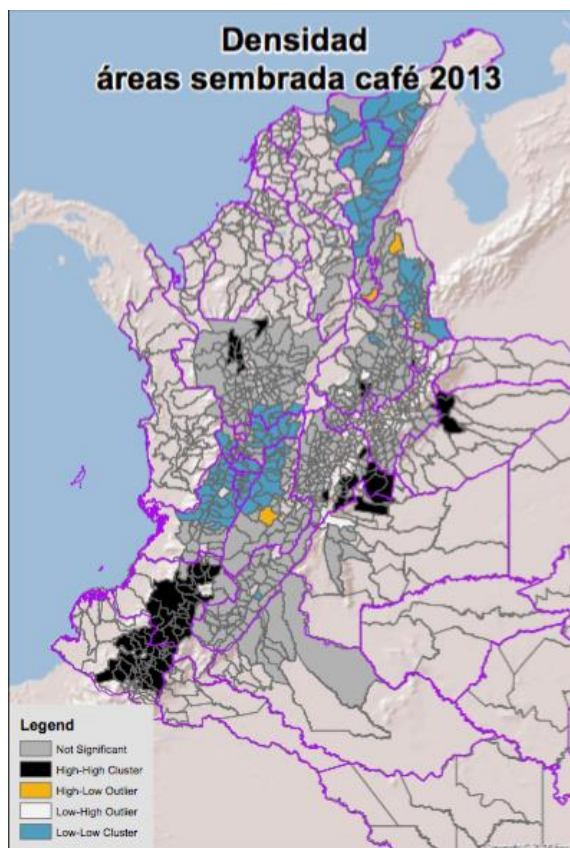 Densidad
áreas sembrada café 2013
Legend
Not Significant
High-High Cluster
High-Low Outlier
Low-High Outlier
Low-Low Cluster